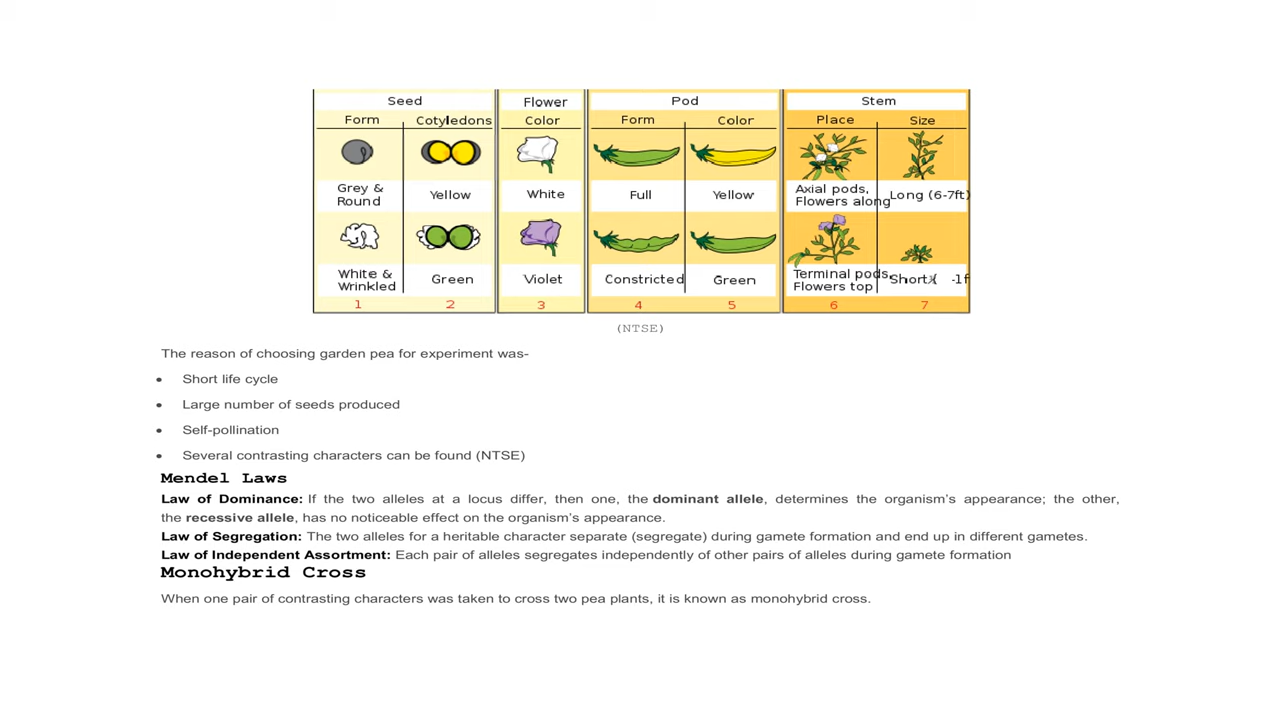 Seed Flower Pod Stem
Form Cotyledons Color Form Color Place Size
Grey & Round Yellow White Full Yellow Axial pods, Flowers along Long (6-7ft)
White & Wrinkled Green Violet Constricted Green Terminal pods, Flowers top Short ( -1f
1 2 3 4 5 6 7
(NTSE)
The reason of choosing garden pea for experiment was-
• Short life cycle
• Large number of seeds produced
• Self-pollination
• Several contrasting characters can be found (NTSE)
Mendel Laws
Law of Dominance: If the two alleles at a locus differ, then one, the dominant allele, determines the organism’s appearance; the other,
the recessive allele, has no noticeable effect on the organism’s appearance.
Law of Segregation: The two alleles for a heritable character separate (segregate) during gamete formation and end up in different gametes.
Law of Independent Assortment: Each pair of alleles segregates independently of other pairs of alleles during gamete formation
Monohybrid Cross
When one pair of contrasting characters was taken to cross two pea plants, it is known as monohybrid cross.